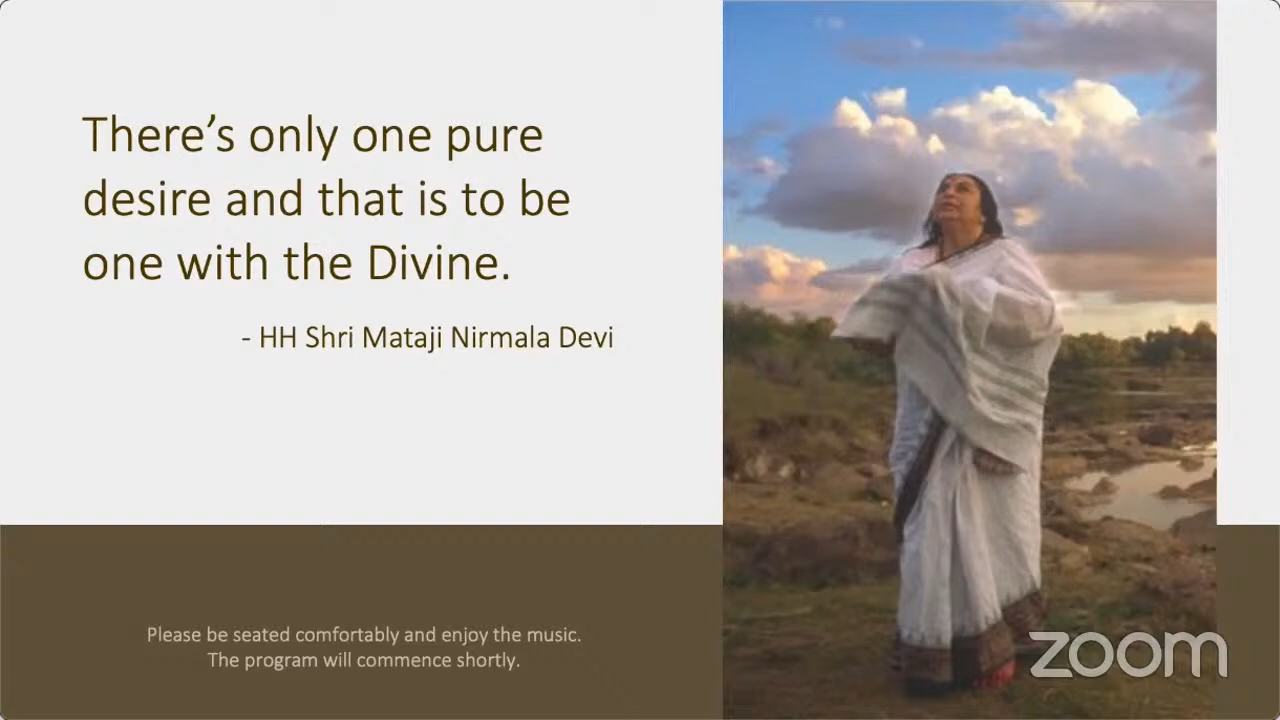 There’s only one pure
desire and that is to be
one with the Divine.
- HH Shri Mataji Nirmala Devi
Please be seated comfortably and enjoy the music.
The program will commence shortly.
zoom